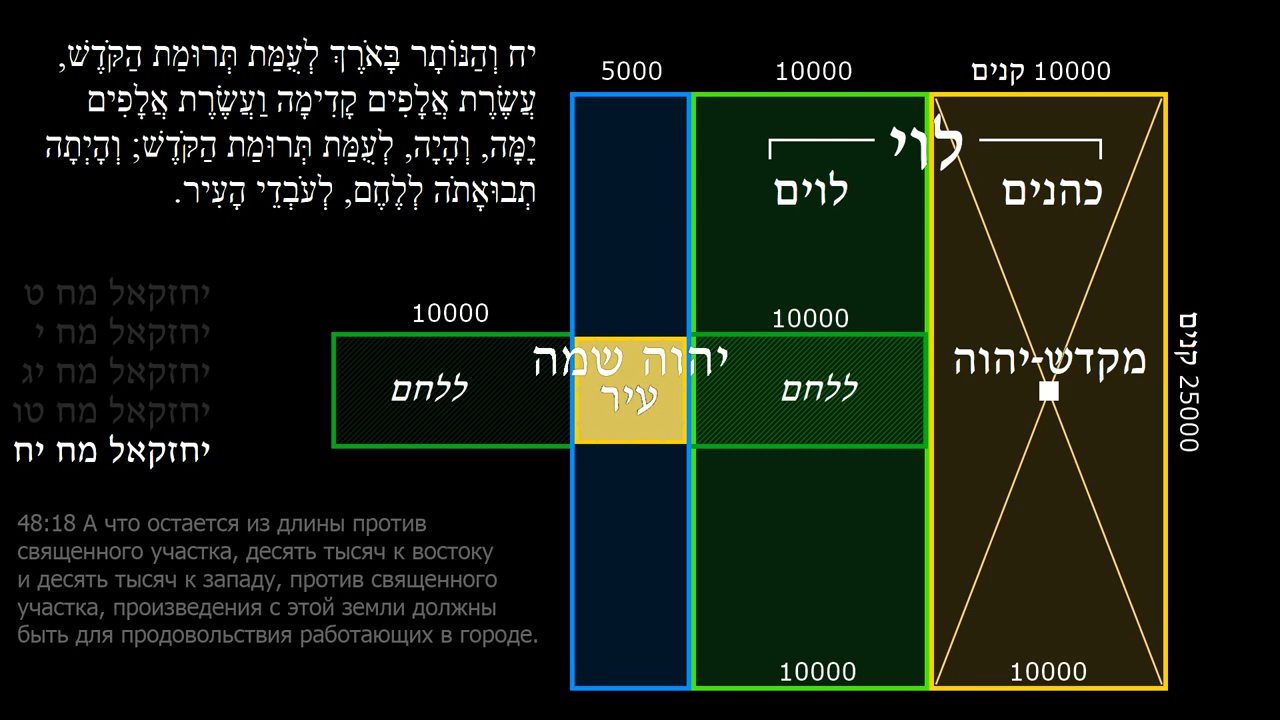 יח וְהַנּוֹתָר בָּאֹרֶךְ לְעֻמַּת תְּרוּמַת הַקֹּדֶשׁ,
עֲשֶׂרֶת אֲלָפִים קָדִימָה וַעֲשֶׂרֶת אֲלָפִים
יָמָּה, וְהָיָה, לְעֻמַּת תְּרוּמַת הַקֹּדֶשׁ; וְהָיְתָה
תְבוּאָתֹה לְלֶחֶם, לְעֹבְדֵי הָעִיר.
5000
10000
10000 קנים
לוי
לוים
כהנים
יחזקאל מח ט
יחזקאל מח י
יחזקאל מח יג
יחזקאל מח טו
יחזקאל מח יח
10000
10000
יהוה שמה
עיר
ללחם
ללחם
מקדש-יהוה
25000 קנים
48:18 А что остается из длины против
священного участка, десять тысяч к востоку
и десять тысяч к западу, против священного
участка, произведения с этой земли должны
быть для продовольствия работающих в городе.
10000
10000